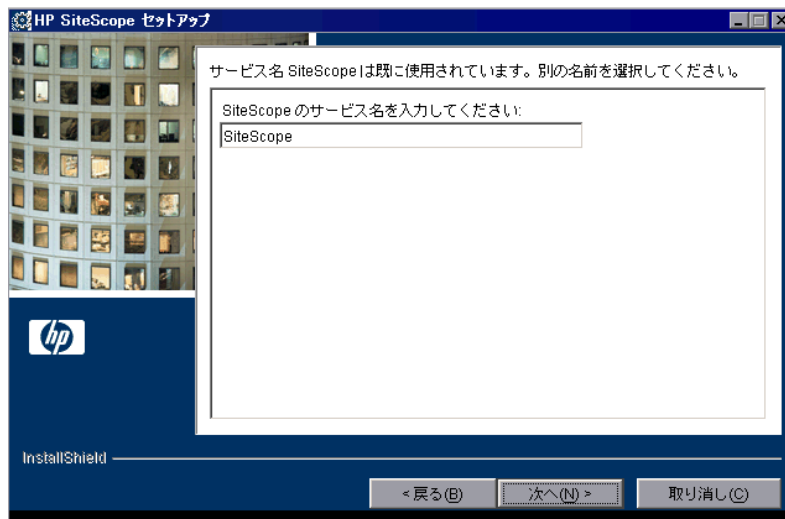 HP SiteScope セットアップ
サービス名 SiteScope は既に使用されています。別の名前を選択してください。
SiteScope のサービス名を入力してください:
SiteScope
hp
InstallShield
< 戻る(B)
次へ(N) >
取り消し(C)